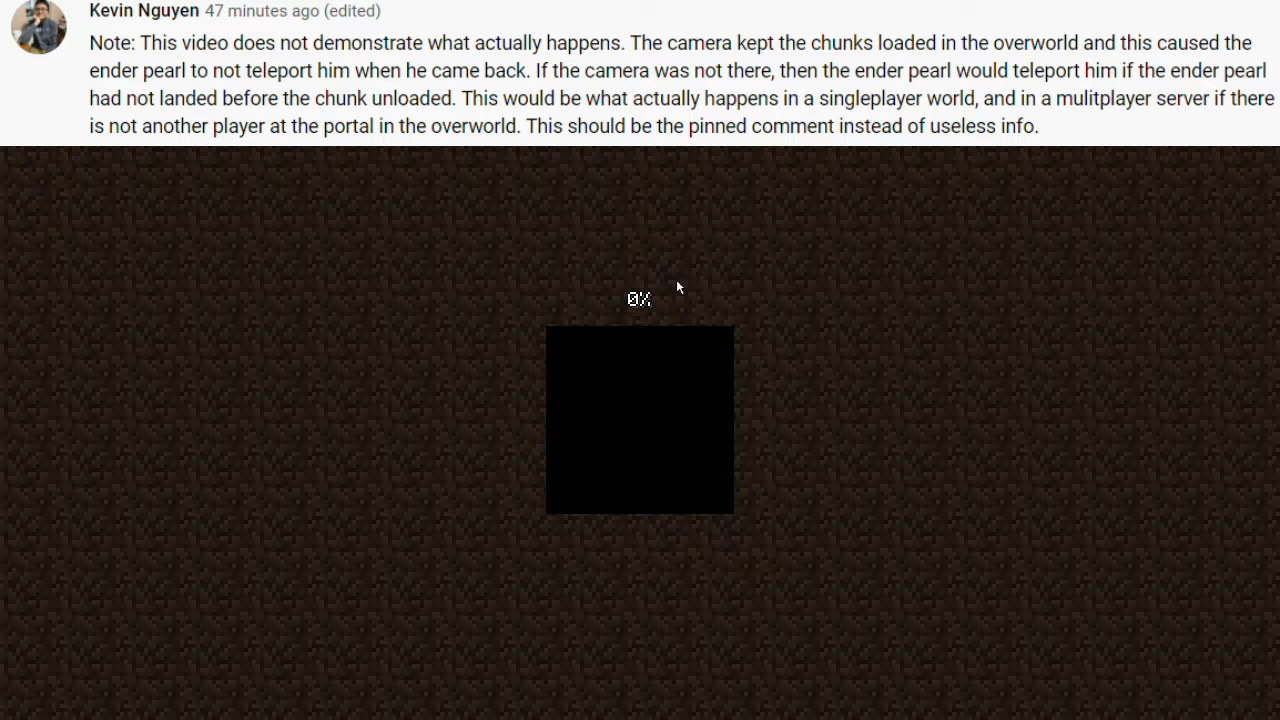 Kevin Nguyen 47 minutes ago (edited)
Note: This video does not demonstrate what actually happens. The camera kept the chunks loaded in the overworld and this caused the
ender pearl to not teleport him when he came back. If the camera was not there, then the ender pearl would teleport him if the ender pearl
had not landed before the chunk unloaded. This would be what actually happens in a singleplayer world, and in a mulitplayer server if there
is not another player at the portal in the overworld. This should be the pinned comment instead of useless info.
0%